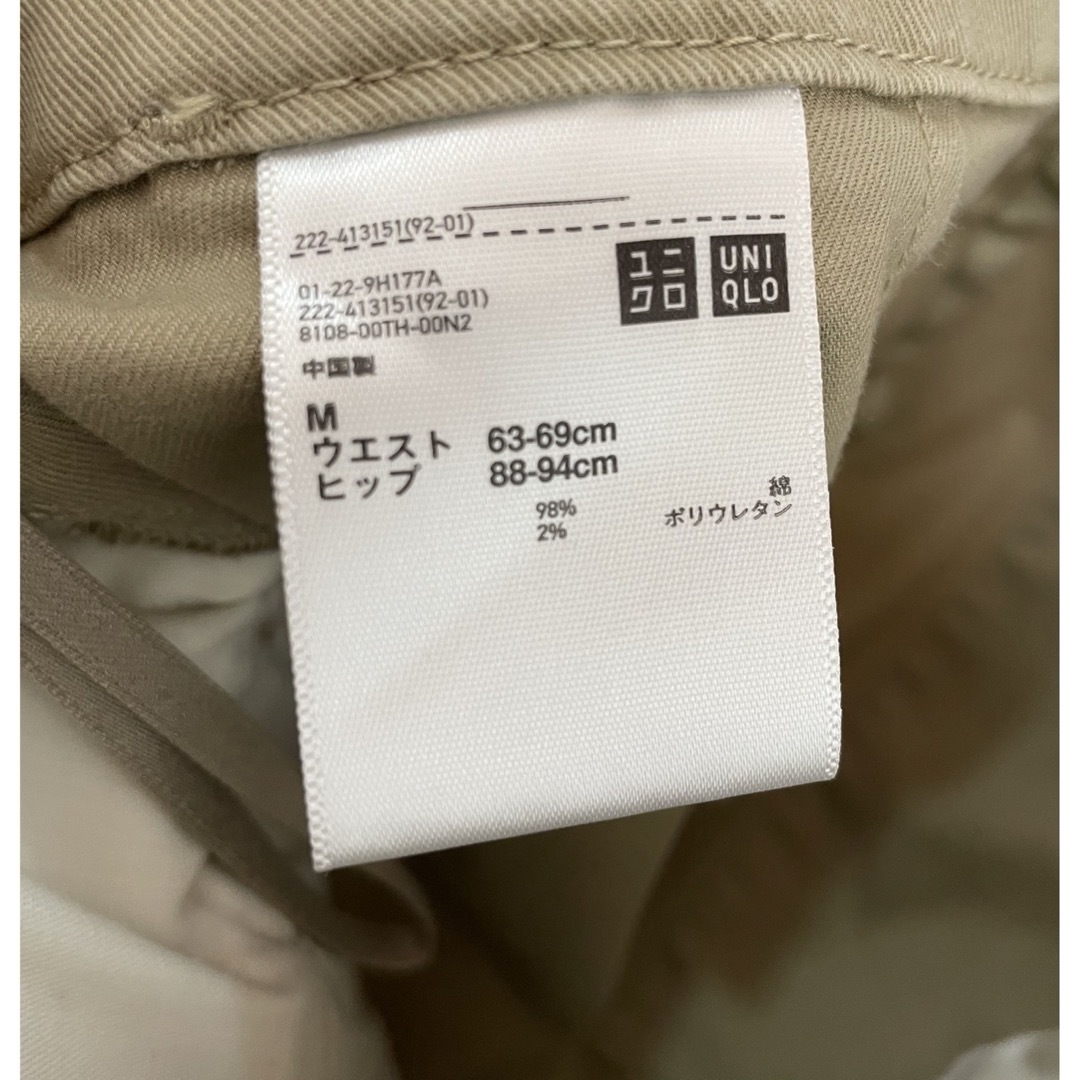 222-413151(92-01)
ユニ
クロ
UNI
QLO
01-22-9H177A
222-413151(92-01)
8108-00TH-00N2
中国製
M
ウエスト 63-69cm
ヒップ 88-94cm
98% 綿
2% ポリウレタン